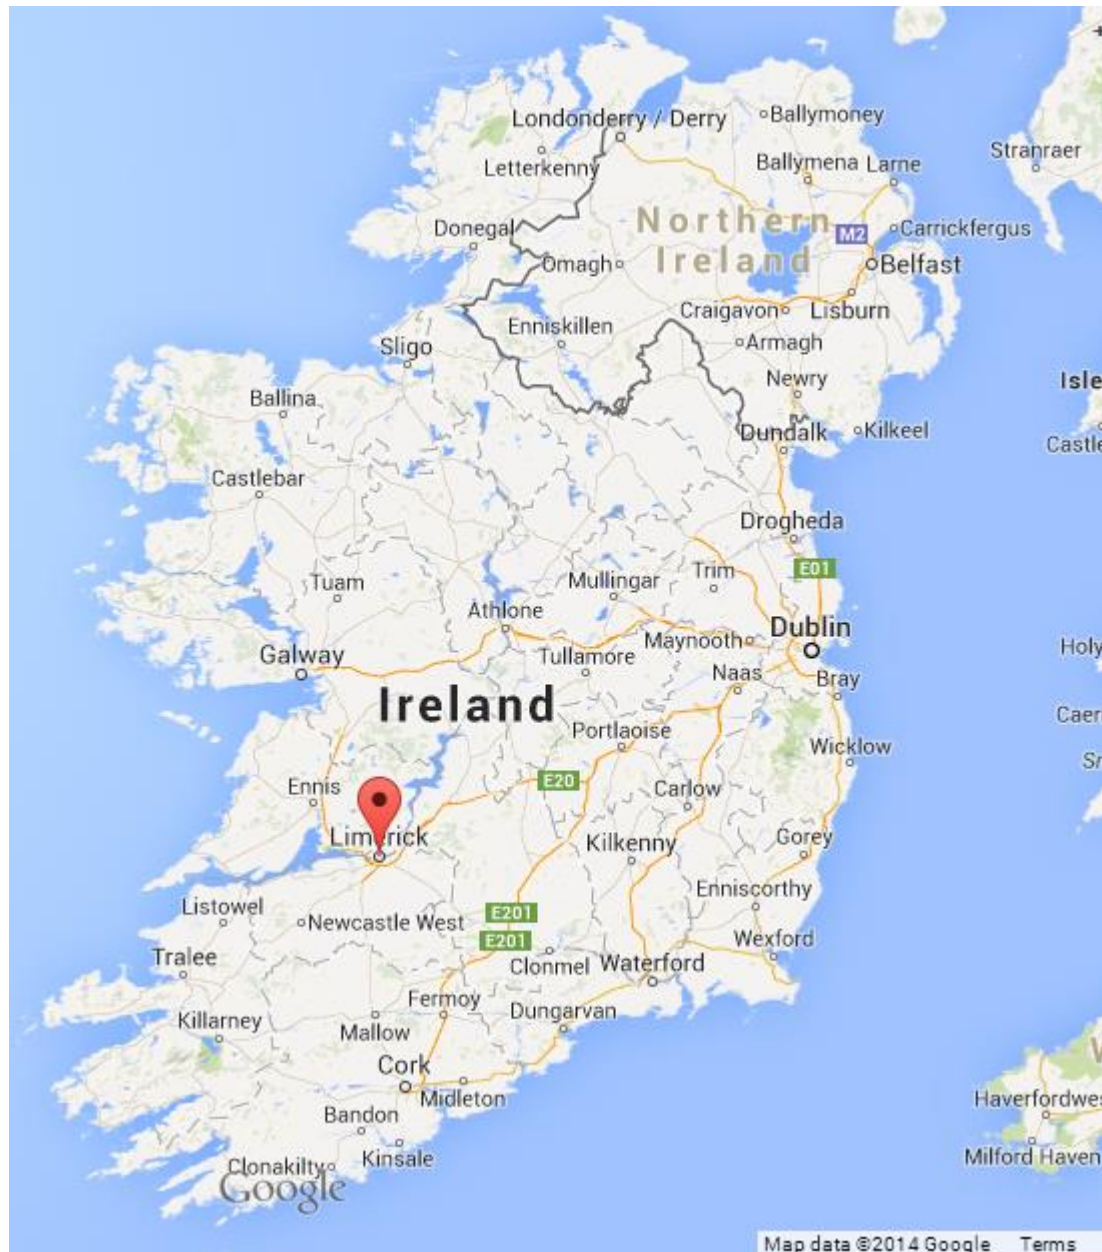 Londonderry / Derry
Ballymoney
Letterkenny
Ballymena
Larne
Stranraer
Donegal
Northern
Ireland
M2
Carrickfergus
Omagh
Belfast
Craigavon
Lisburn
Enniskillen
Armagh
Sligo
Newry
Isle
Ballina
Dundalk
Kilkeel
Castle
Castlebar
Drogheda
E01
Tuam
Mullingar
Trim
Athlone
Maynooth
Dublin
Galway
Tullamore
Naas
Bray
Holy
Ireland
Portlaoise
Caer
Wicklow
Sr
Ennis
E20
Carlow
Limerick
Kilkenny
Gorey
Enniscorthy
Listowel
Newcastle West
E201
E201
Wexford
Tralee
Clonmel
Waterford
Fermoy
Dungarvan
Killarney
Mallow
Cork
Midleton
Haverfordwes
Bandon
Kinsale
Clonakilty
Milford Haven
Google
Map data ©2014 Google
Terms